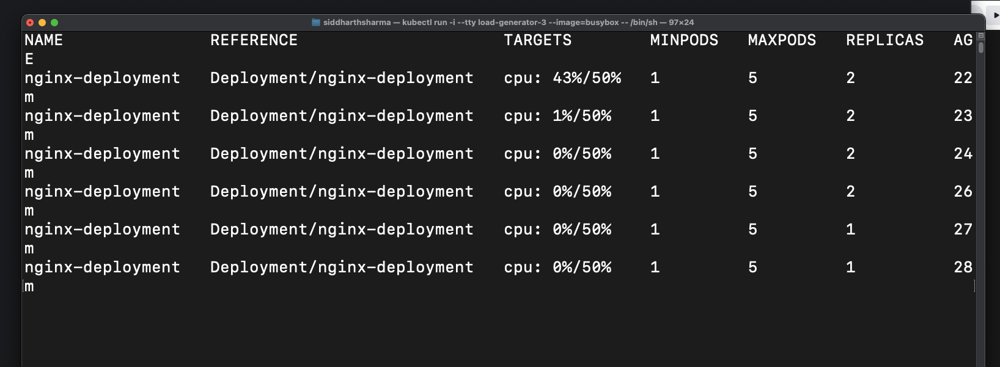 siddharthsharma — kubectl run -i --tty load-generator-3 --image=busybox -- /bin/sh — 97×24
NAME REFERENCE TARGETS MINPODS MAXPODS REPLICAS AG
E
nginx-deployment Deployment/nginx-deployment cpu: 43%/50% 1 5 2 22
m
nginx-deployment Deployment/nginx-deployment cpu: 1%/50% 1 5 2 23
m
nginx-deployment Deployment/nginx-deployment cpu: 0%/50% 1 5 2 24
m
nginx-deployment Deployment/nginx-deployment cpu: 0%/50% 1 5 2 26
m
nginx-deployment Deployment/nginx-deployment cpu: 0%/50% 1 5 1 27
m
nginx-deployment Deployment/nginx-deployment cpu: 0%/50% 1 5 1 28
m